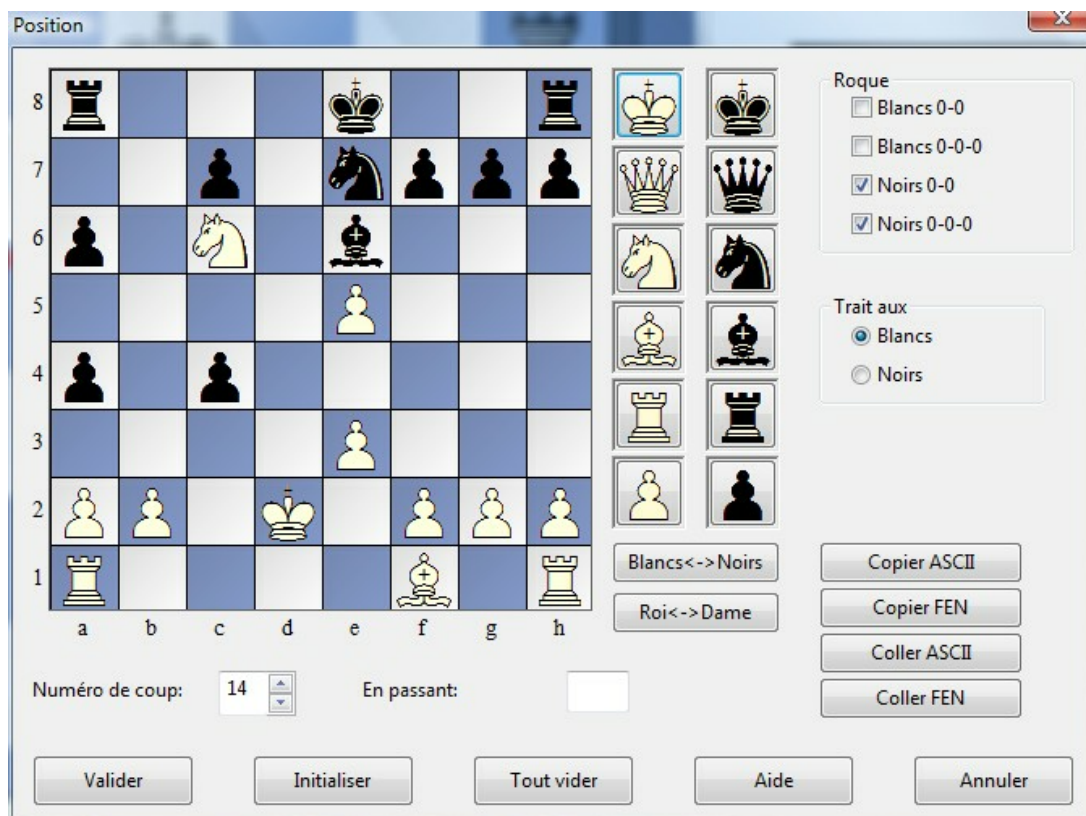 Position
8
7
6
5
4
3
2
1
a b c d e f g h
Roque
Blancs 0-0
Blancs 0-0-0
Noirs 0-0
Noirs 0-0-0
Trait aux
Blancs
Noirs
Blancs<->Noirs
Roi<->Dame
Copier ASCII
Copier FEN
Coller ASCII
Coller FEN
Numéro de coup: 14 En passant:
Valider Initialiser Tout vider Aide Annuler